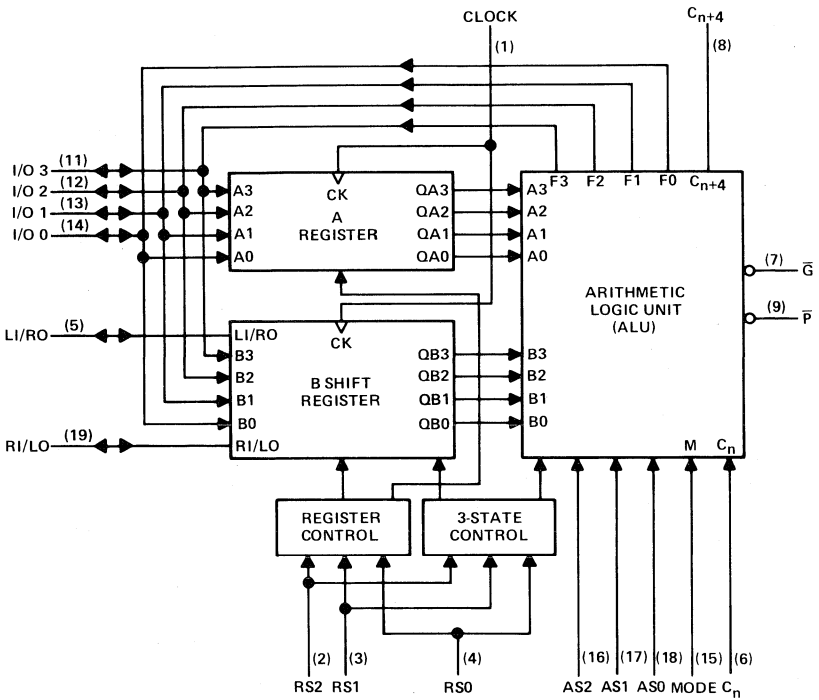 CLOCK
(1)
Cn+4
(8)
I/O 3 (11)
I/O 2 (12)
I/O 1 (13)
I/O 0 (14)
A3
A2
A1
A0
CK
A
REGISTER
QA3
QA2
QA1
QA0
F3 F2 F1 F0 Cn+4
A3
A2
A1
A0
ARITHMETIC
LOGIC UNIT
(ALU)
(7) G̅
(9) P̅
LI/RO (5)
LI/RO
CK
B3
B2
B1
B0
RI/LO
B SHIFT
REGISTER
QB3
QB2
QB1
QB0
B3
B2
B1
B0
RI/LO (19)
M Cn
REGISTER
CONTROL
3-STATE
CONTROL
(2) (3) (4)
RS2 RS1 RS0
(16) (17) (18) (15) (6)
AS2 AS1 AS0 MODE Cn